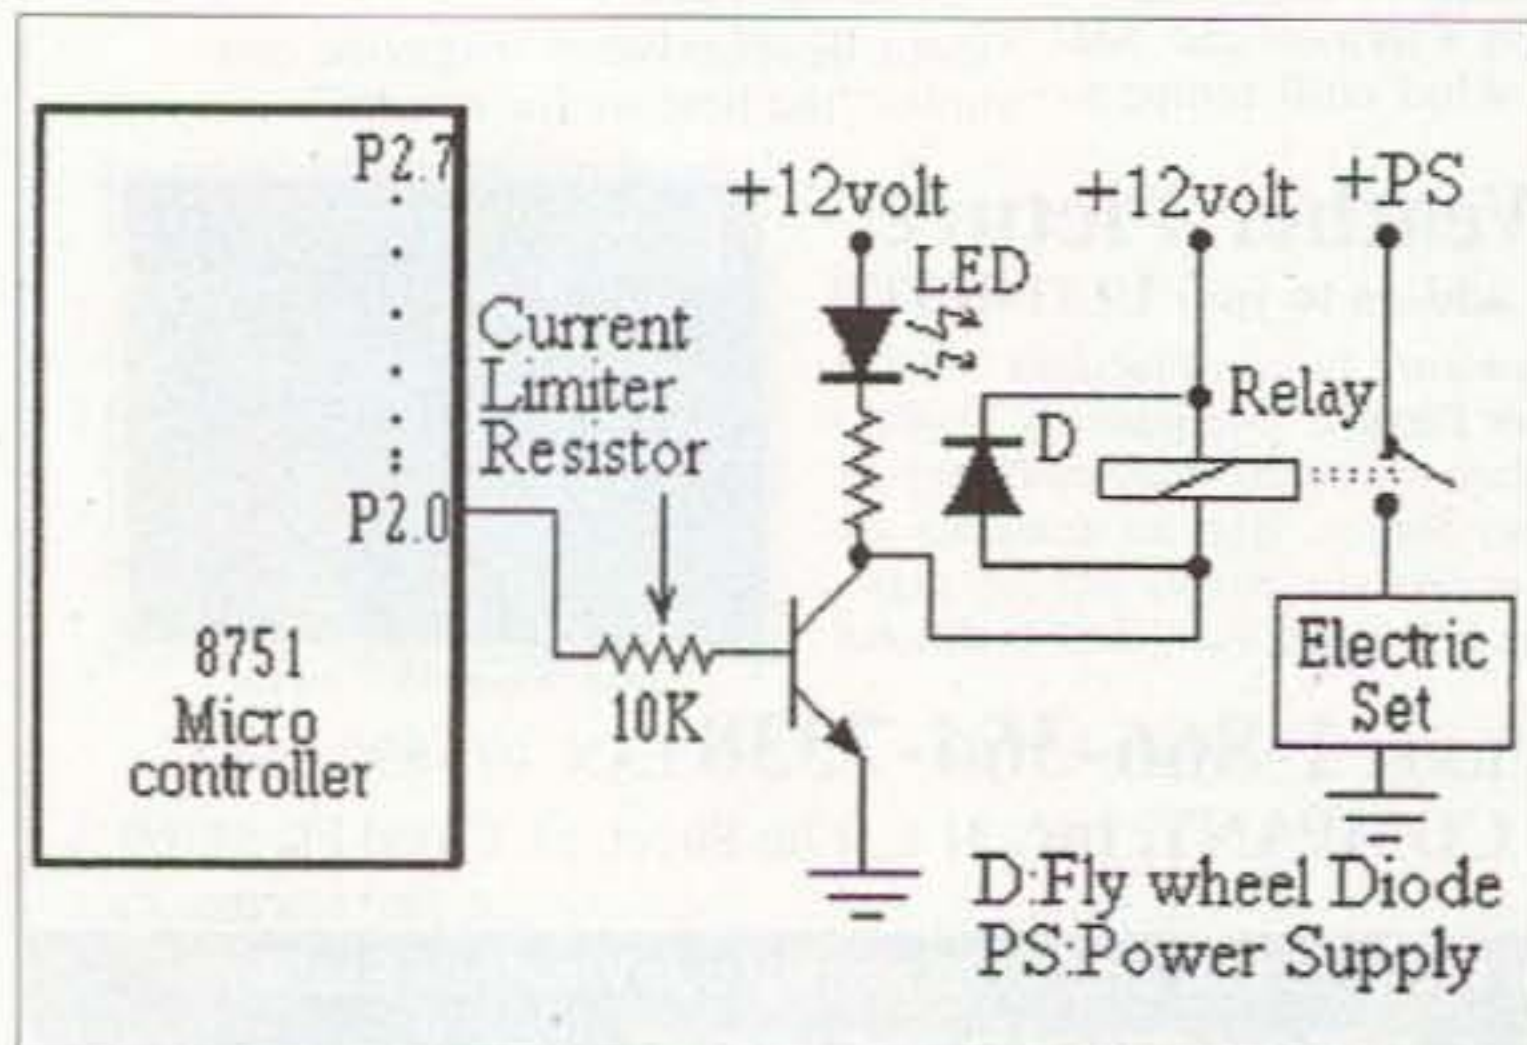 P2.7
P2.0
8751
Micro
controller
Current
Limiter
Resistor
10K
+12volt
LED
D
+12volt
Relay
+PS
Electric
Set
D:Fly wheel Diode
PS:Power Supply